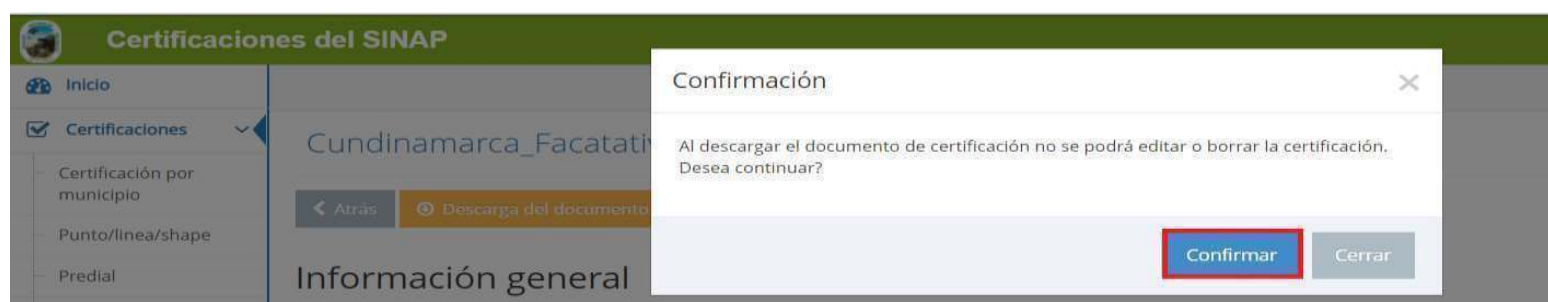 Certificaciones del SINAP
Inicio
Certificaciones
Certificación por
municipio
Punto/linea/shape
Predial
Atrás
Descarga del documento
Información general
Confirmación
Al descargar el documento de certificación no se podrá editar o borrar la certificación.
Desea continuar?
Confirmar
Cerrar